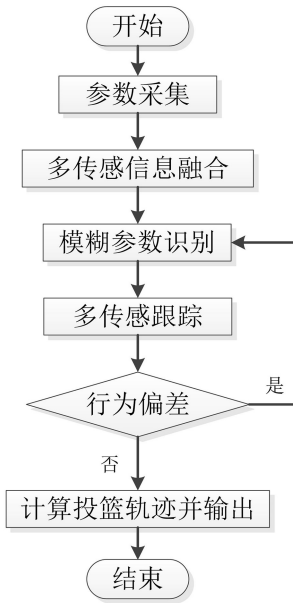 开始
参数采集
多传感信息融合
模糊参数识别
多传感跟踪
行为偏差
是
否
计算投篮轨迹并输出
结束